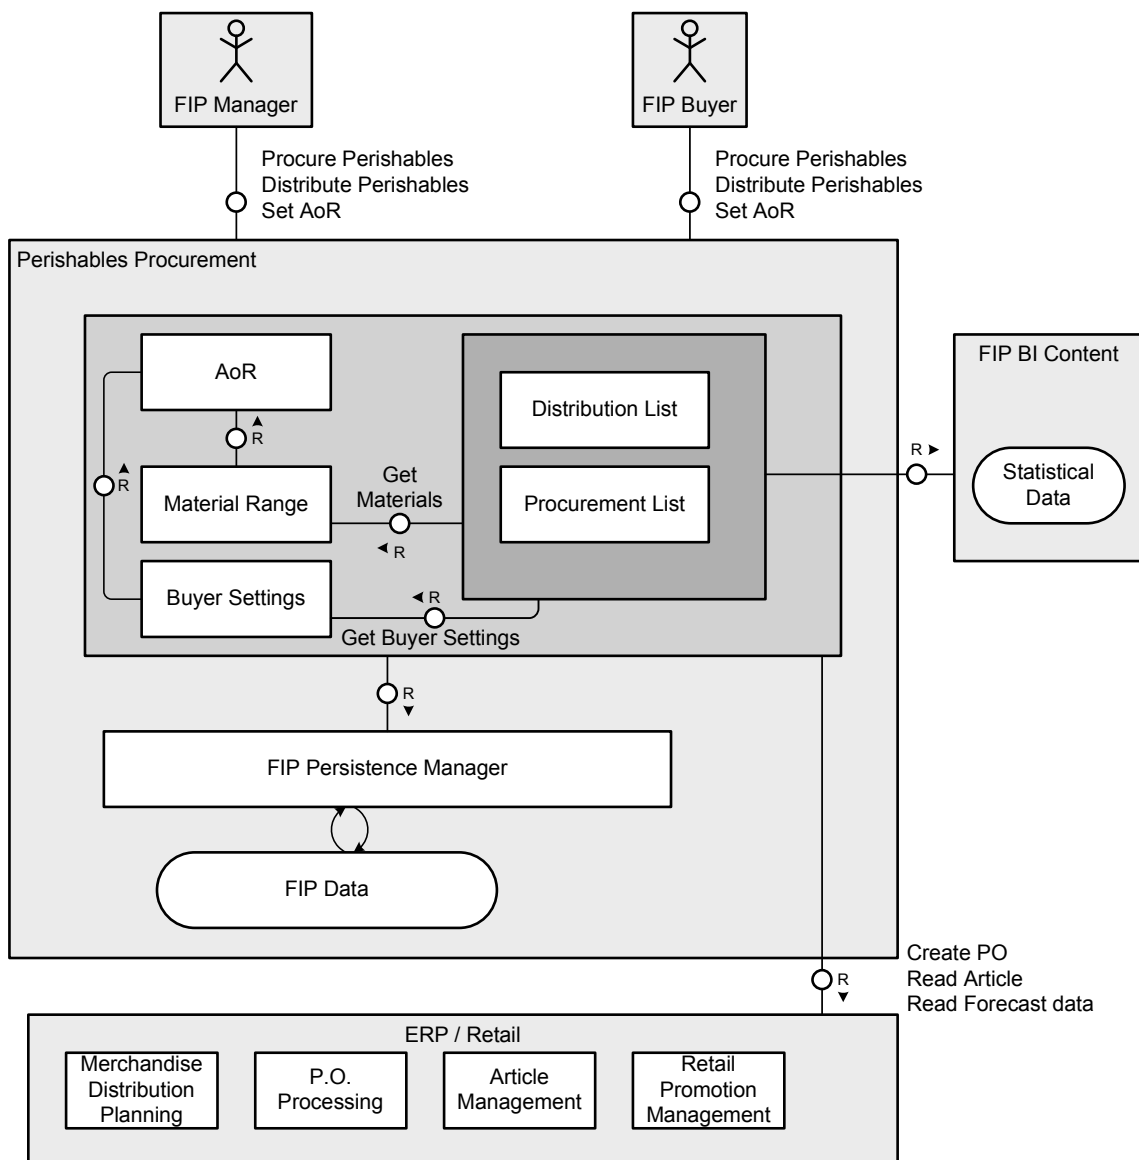 FIP Manager
FIP Buyer
Procure Perishables
Distribute Perishables
Set AoR
Procure Perishables
Distribute Perishables
Set AoR
Perishables Procurement
AoR
R
Material Range
R
Buyer Settings
Get
Materials
R
Distribution List
Procurement List
R
Get Buyer Settings
R
FIP BI Content
Statistical
Data
R
FIP Persistence Manager
FIP Data
Create PO
Read Article
Read Forecast data
R
ERP / Retail
Merchandise
Distribution
Planning
P.O.
Processing
Article
Management
Retail
Promotion
Management